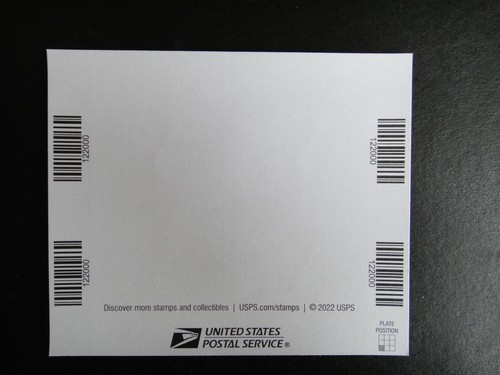 122000
122000
122000
122000
Discover more stamps and collectibles | USPS.com/stamps | © 2022 USPS
UNITED STATES
POSTAL SERVICE®
PLATE
POSITION